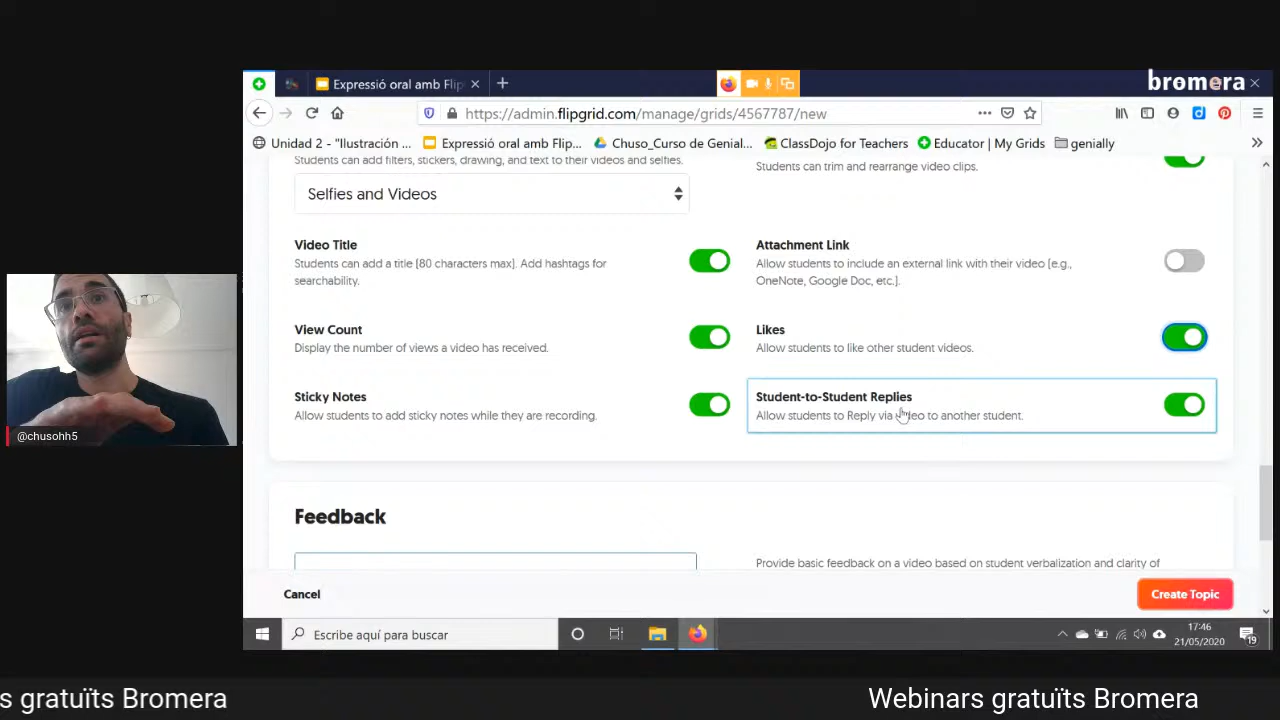 bromera
Expressió oral amb Flip
https://admin.flipgrid.com/manage/grids/4567787/new
Unidad 2 - "Ilustración ...
Expressió oral amb Flip...
Chuso_Curso de Genial...
ClassDojo for Teachers
Educator | My Grids
genially
Students can add filters, stickers, drawing, and text to their videos and selfies.
Students can trim and rearrange video clips.
Selfies and Videos
Video Title
Students can add a title (80 characters max). Add hashtags for
searchability.
Attachment Link
Allow students to include an external link with their video (e.g.,
OneNote, Google Doc, etc.).
View Count
Display the number of views a video has received.
Likes
Allow students to like other student videos.
Sticky Notes
Allow students to add sticky notes while they are recording.
Student-to-Student Replies
Allow students to Reply via video to another student.
@chusohh5
Feedback
Provide basic feedback on a video based on student verbalization and clarity of
Cancel
Create Topic
Escribe aquí para buscar
17:46
21/05/2020
19
s gratuïts Bromera
Webinars gratuïts Bromera